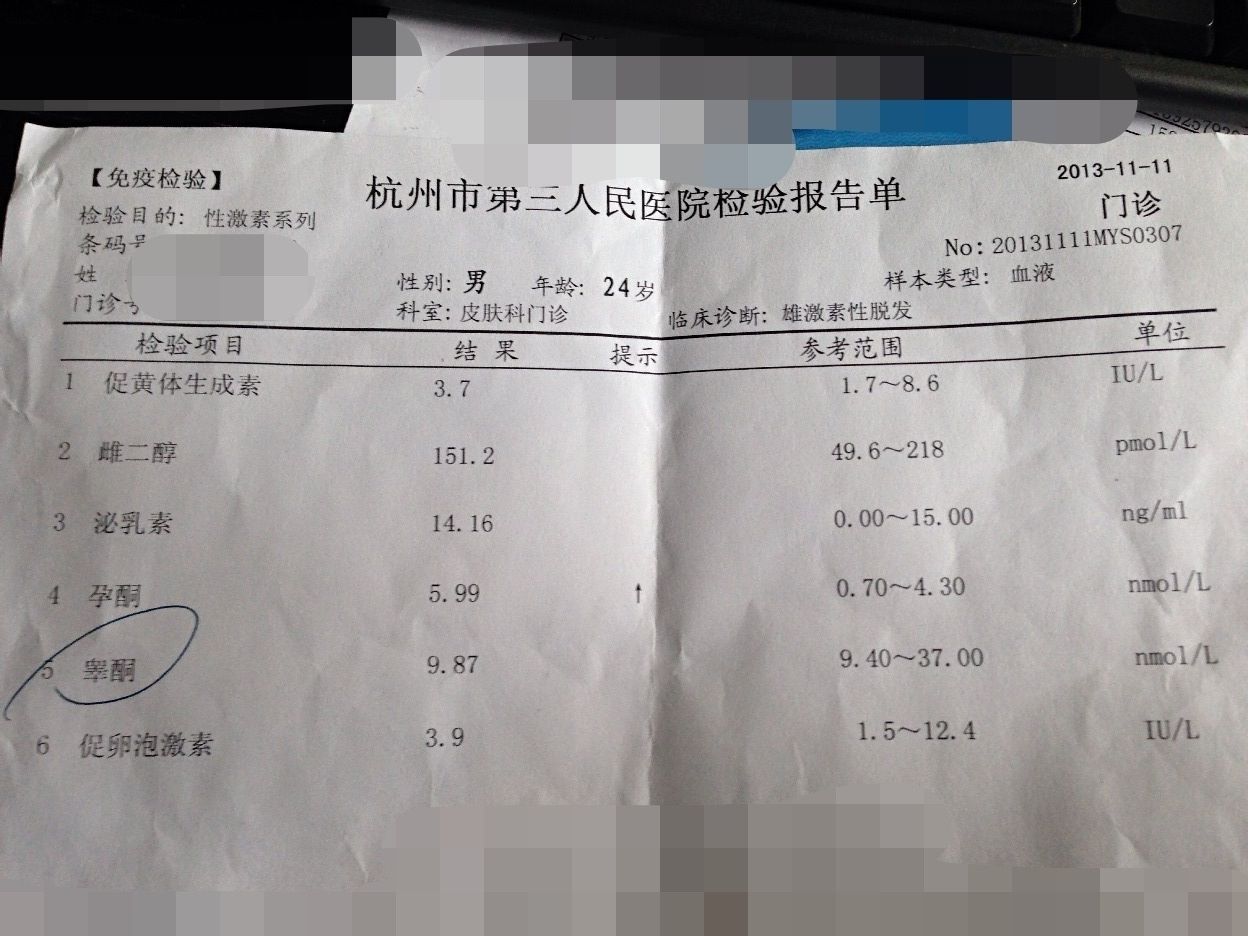 【免疫检验】
杭州市第三人民医院检验报告单
2013-11-11
检验目的: 性激素系列
门诊
条码号
No: 20131111MYS0307
姓
性别: 男 年龄: 24岁
样本类型: 血液
门诊
科室: 皮肤科门诊
临床诊断: 雄激素性脱发
检验项目 结 果 提示 参考范围 单位
1 促黄体生成素 3.7 1.7～8.6 IU/L
2 雌二醇 151.2 49.6～218 pmol/L
3 泌乳素 14.16 0.00～15.00 ng/ml
4 孕酮 5.99 ↑ 0.70～4.30 nmol/L
5 睾酮 9.87 9.40～37.00 nmol/L
6 促卵泡激素 3.9 1.5～12.4 IU/L